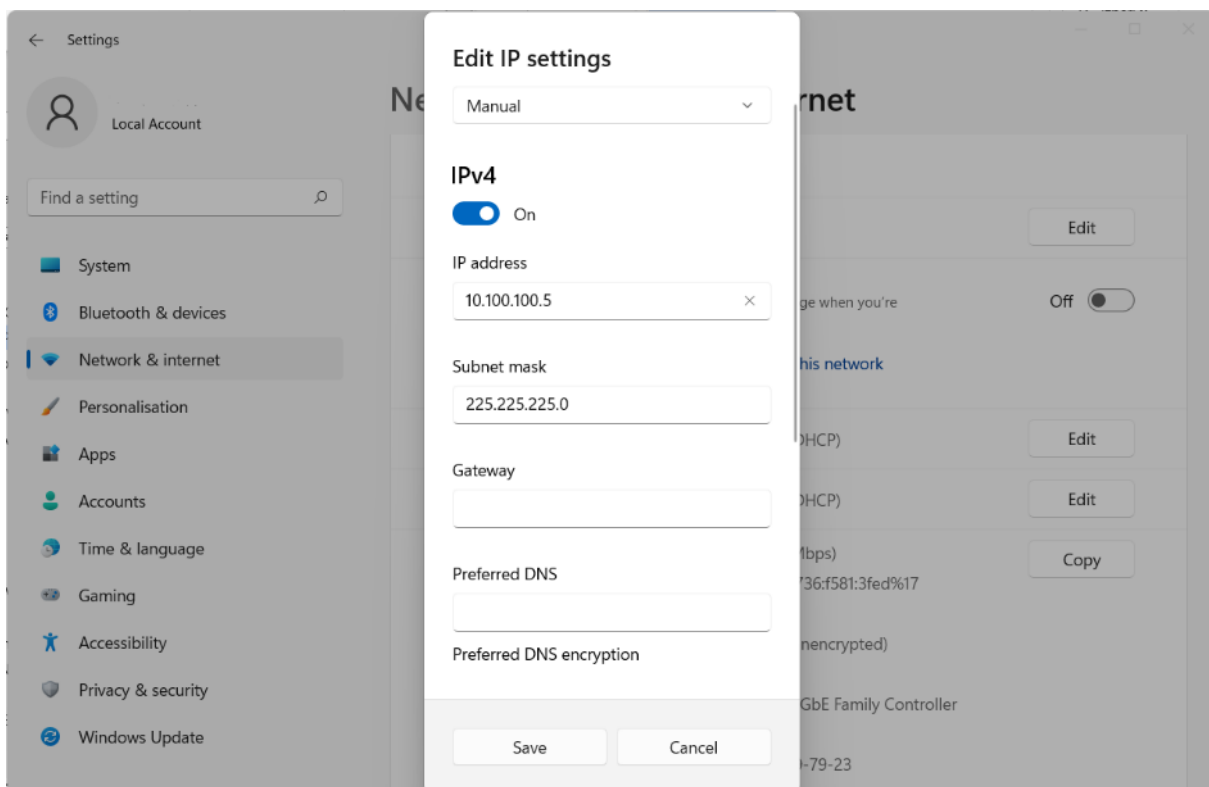 Settings
Local Account
Find a setting
System
Bluetooth & devices
Network & internet
Personalisation
Apps
Accounts
Time & language
Gaming
Accessibility
Privacy & security
Windows Update
Edit IP settings
Manual
IPv4
On
IP address
10.100.100.5
Subnet mask
225.225.225.0
Gateway
Preferred DNS
Preferred DNS encryption
Save
Cancel
Ne
rnet
Edit
ge when you're
Off
his network
DHCP)
Edit
DHCP)
Edit
Mbps)
Copy
736:f581:3fed%17
nencrypted)
GbE Family Controller
-79-23